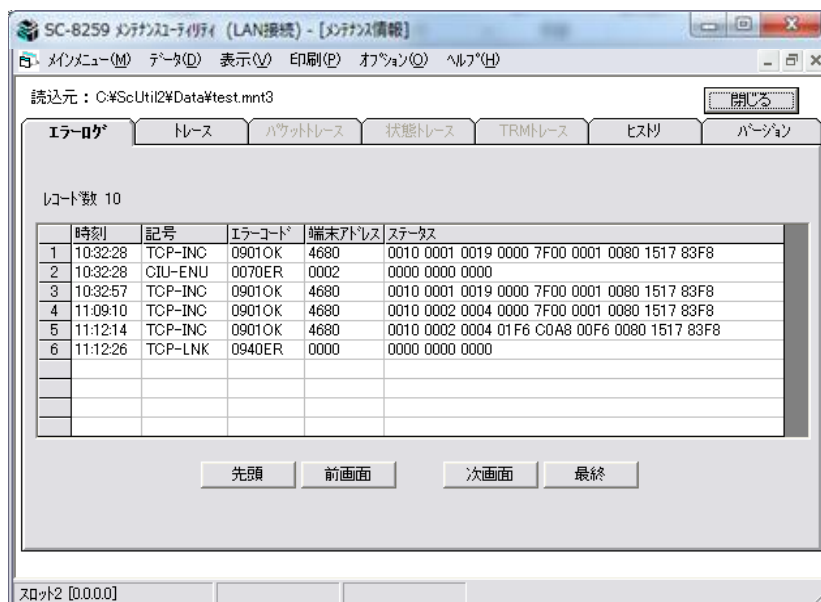 SC-8259 ﾒﾝﾃﾅﾝｽﾕｰﾃｨﾘﾃｨ (LAN接続) - [ﾒﾝﾃﾅﾝｽ情報]
ﾒｲﾝﾒﾆｭｰ(M) ﾃﾞｰﾀ(D) 表示(V) 印刷(P) ｵﾌﾟｼｮﾝ(O) ﾍﾙﾌﾟ(H)
読込元：C:¥ScUtil2¥Data¥test.mnt3 閉じる
ｴﾗｰﾛｸﾞ ﾄﾚｰｽ ﾊﾟｹｯﾄﾄﾚｰｽ 状態ﾄﾚｰｽ TRMﾄﾚｰｽ ﾋｽﾄﾘ ﾊﾞｰｼﾞｮﾝ
ﾚｺｰﾄﾞ数 10
時刻 記号 ｴﾗｰｺｰﾄﾞ 端末ｱﾄﾞﾚｽ ｽﾃｰﾀｽ
1 10:32:28 TCP-INC 0901OK 4680 0010 0001 0019 0000 7F00 0001 0080 1517 83F8
2 10:32:28 CIU-ENU 0070ER 0002 0000 0000 0000
3 10:32:57 TCP-INC 0901OK 4680 0010 0001 0019 0000 7F00 0001 0080 1517 83F8
4 11:09:10 TCP-INC 0901OK 4680 0010 0002 0004 0000 7F00 0001 0080 1517 83F8
5 11:12:14 TCP-INC 0901OK 4680 0010 0002 0004 01F6 C0A8 00F6 0080 1517 83F8
6 11:12:26 TCP-LNK 0940ER 0000 0000 0000 0000
先頭 前画面 次画面 最終
ｽﾛｯﾄ2 [0.0.0.0]